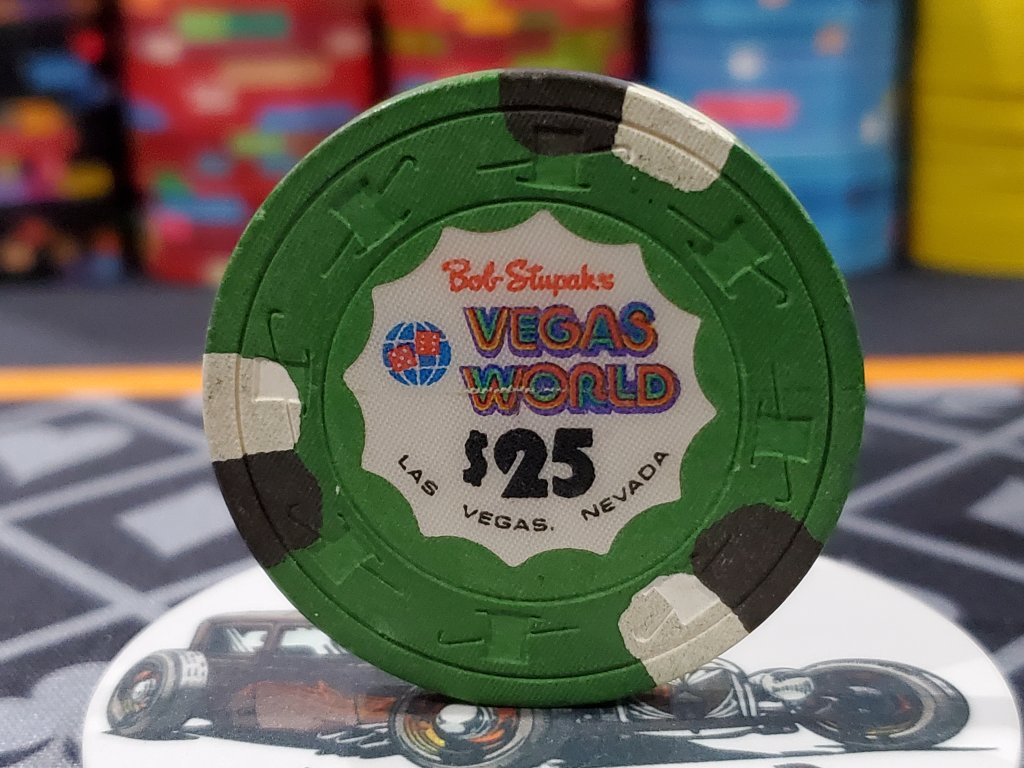 Bob Stupak's
VEGAS
WORLD
$25
LAS VEGAS, NEVADA